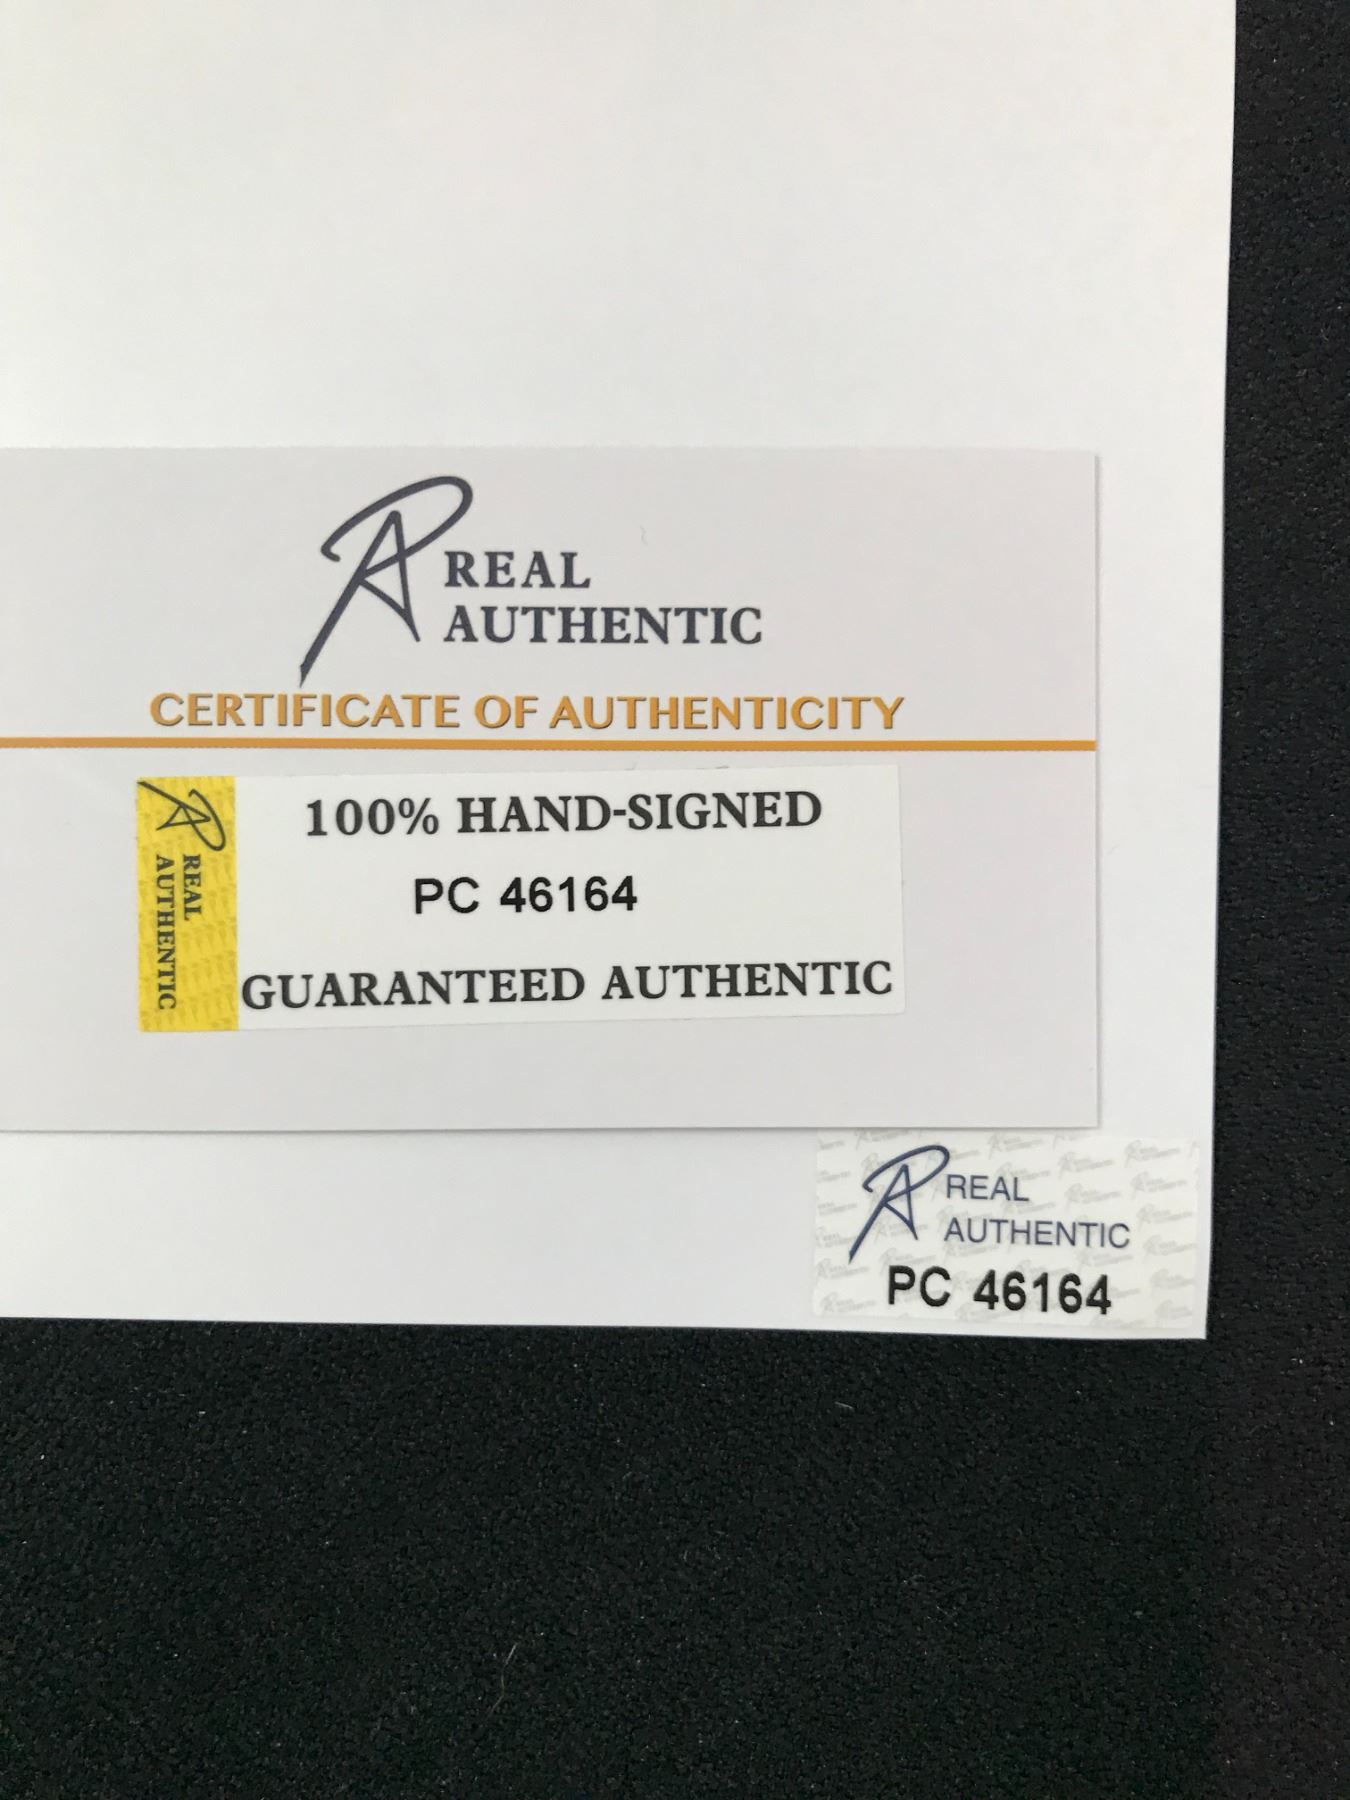 REAL
AUTHENTIC
CERTIFICATE OF AUTHENTICITY
REAL
AUTHENTIC
100% HAND-SIGNED
PC 46164
GUARANTEED AUTHENTIC
REAL
AUTHENTIC
PC 46164